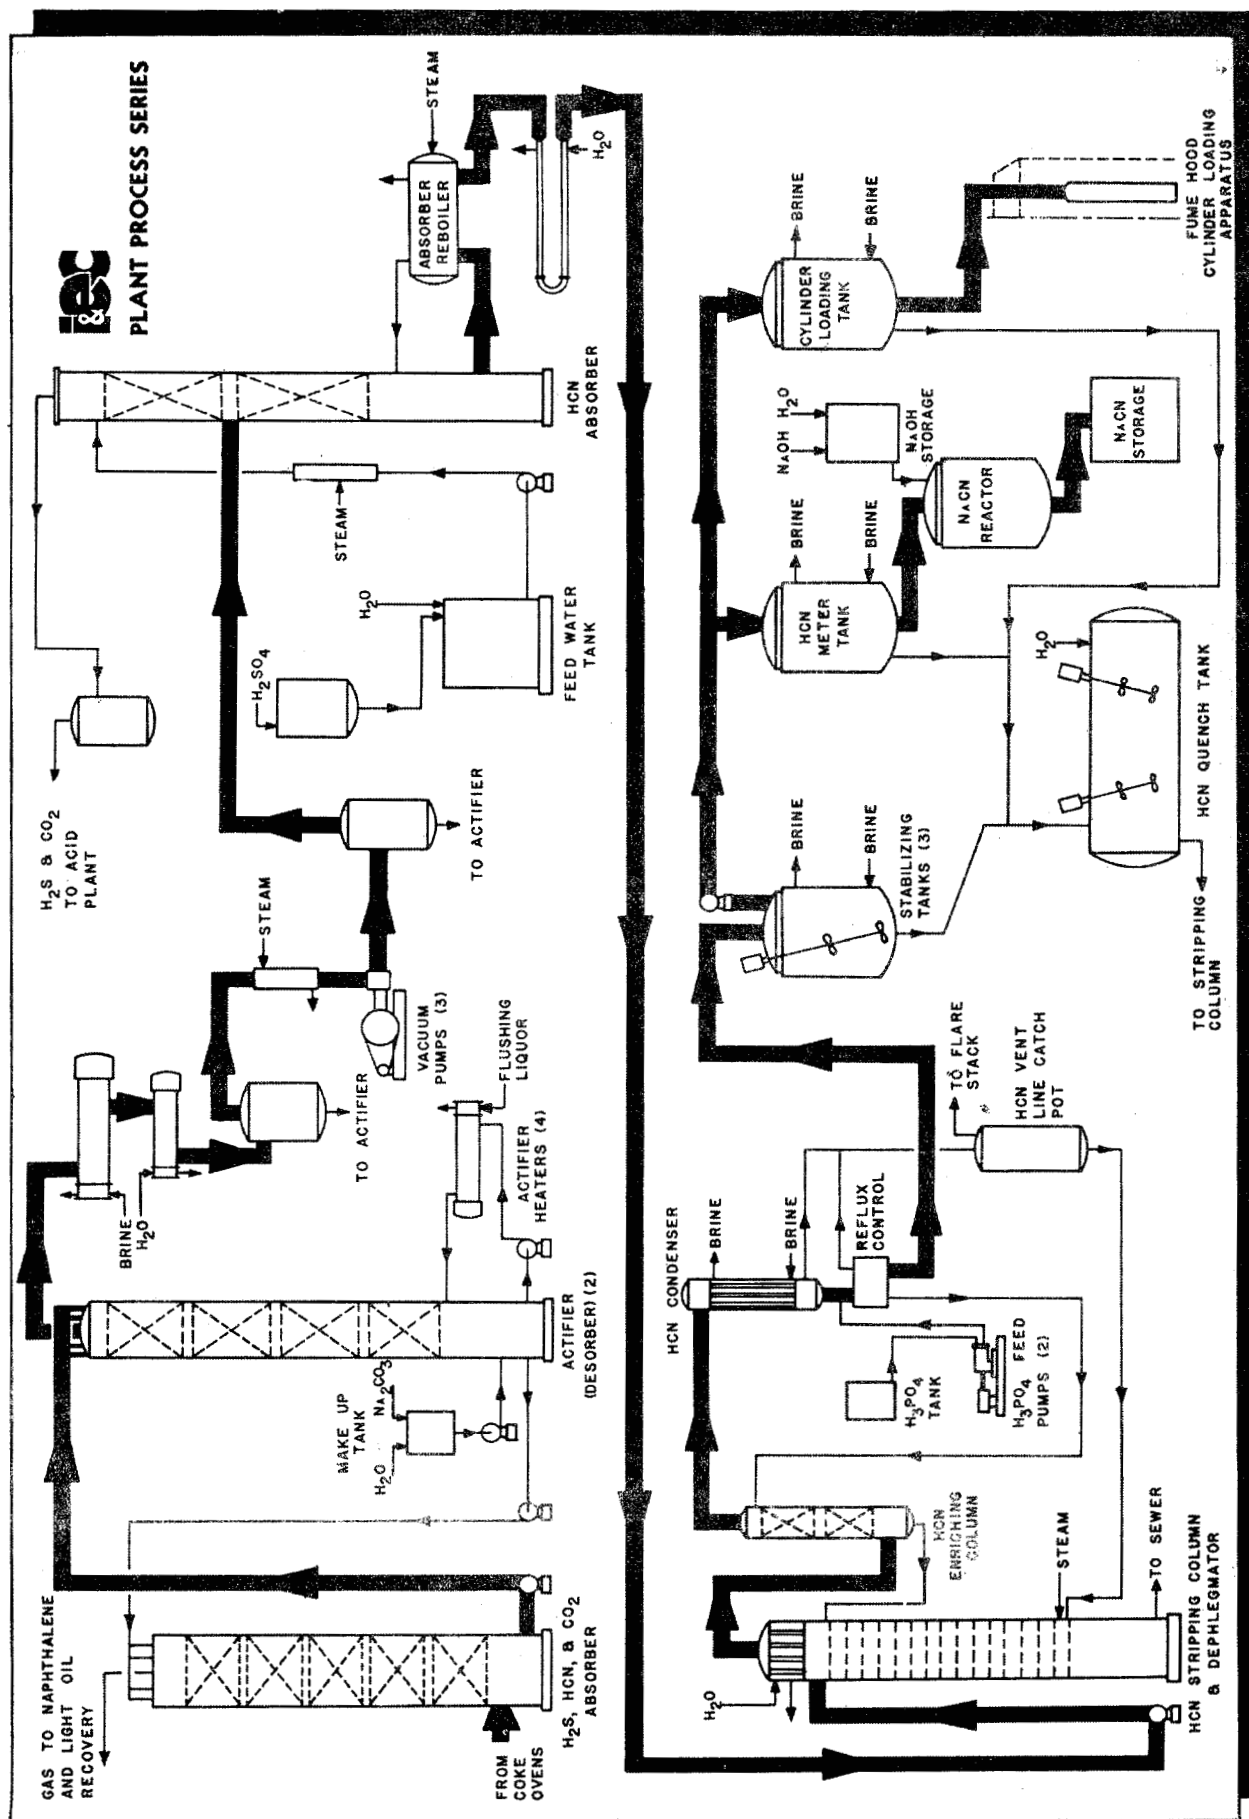 i&ec
PLANT PROCESS SERIES
GAS TO NAPHTHALENE
AND LIGHT OIL
RECOVERY
FROM
COKE
OVENS
H2S, HCN, & CO2
ABSORBER
MAKE UP
TANK
H2O
NA2CO3
ACTIFIER
(DESORBER) (2)
BRINE
H2O
TO ACTIFIER
ACTIFIER
HEATERS (4)
FLUSHING
LIQUOR
STEAM
VACUUM
PUMPS (3)
TO ACTIFIER
H2S & CO2
TO ACID
PLANT
H2SO4
H2O
FEED WATER
TANK
STEAM
HCN
ABSORBER
ABSORBER
REBOILER
STEAM
H2O
H2O
HCN STRIPPING COLUMN
& DEPHLEGMATOR
STEAM
TO SEWER
HCN
ENRICHING
COLUMN
HCN CONDENSER
BRINE
BRINE
REFLUX
CONTROL
H3PO4
TANK
H3PO4 FEED
PUMPS (2)
TO FLARE
STACK
HCN VENT
LINE CATCH
POT
BRINE
BRINE
STABILIZING
TANKS (3)
TO STRIPPING
COLUMN
HCN QUENCH TANK
H2O
HCN
METER
TANK
BRINE
BRINE
NAOH H2O
NAOH
STORAGE
NACN
REACTOR
NACN
STORAGE
CYLINDER
LOADING
TANK
BRINE
BRINE
FUME HOOD
CYLINDER LOADING
APPARATUS